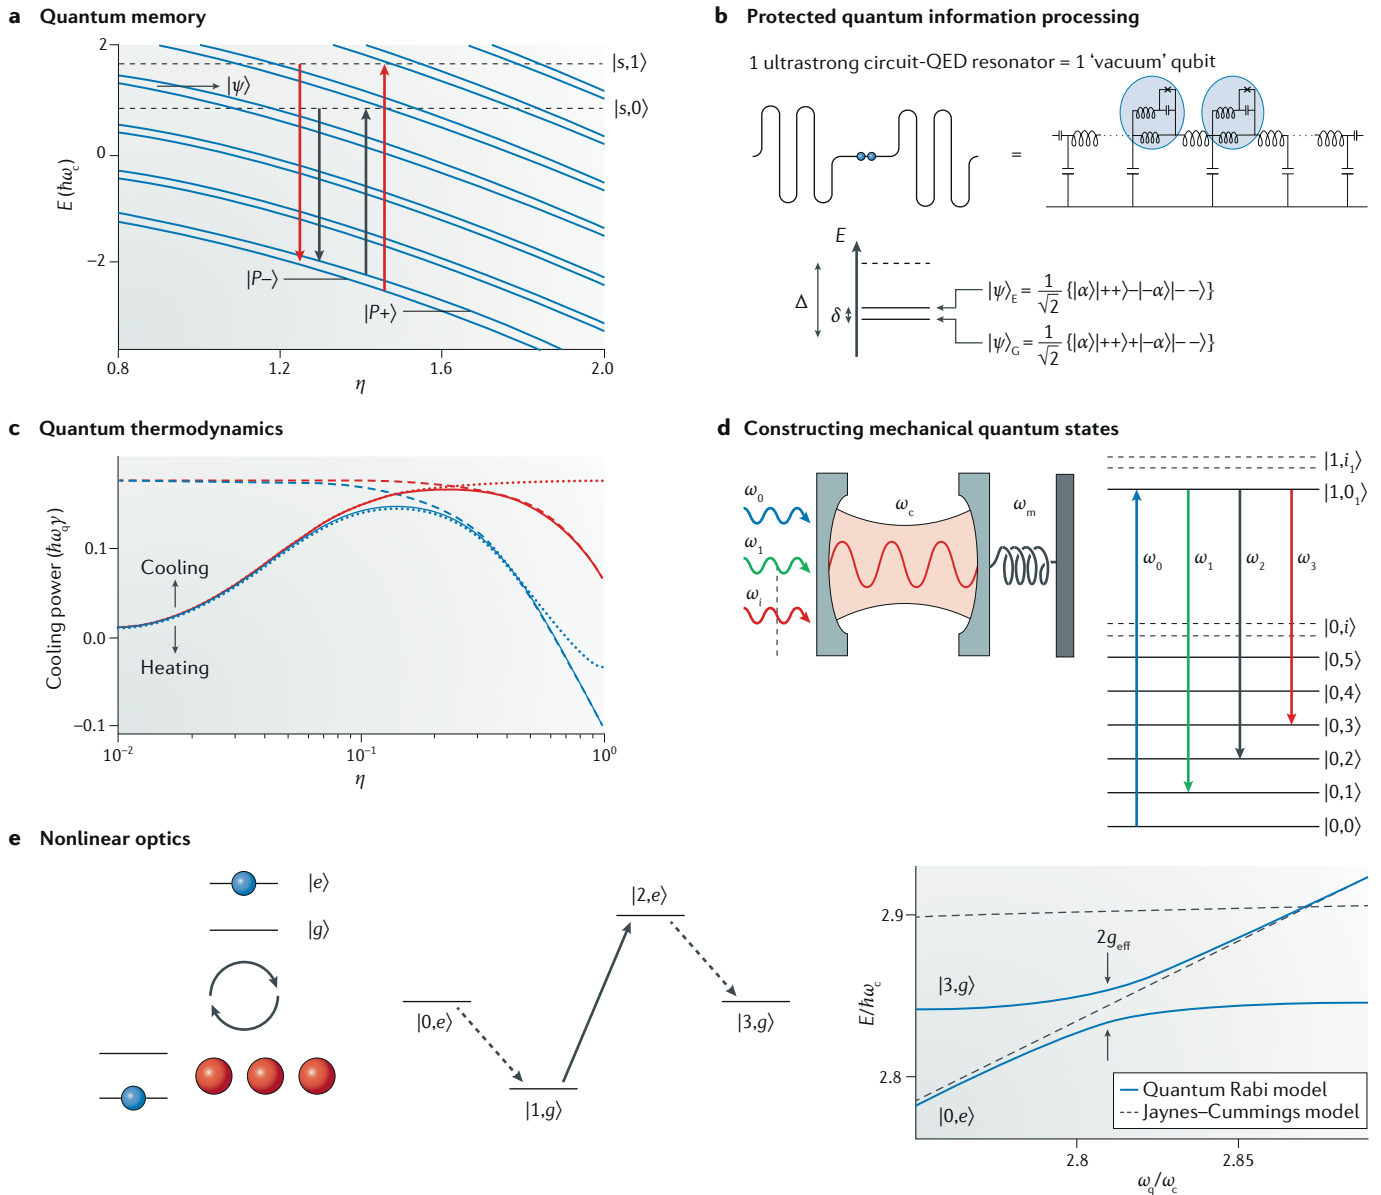 a Quantum memory
E (ħω_c)
2
0
−2
|ψ⟩
|s,1⟩
|s,0⟩
|P−⟩
|P+⟩
0.8 1.2 1.6 2.0
η
b Protected quantum information processing
1 ultrastrong circuit-QED resonator = 1 ‘vacuum’ qubit
=
E
Δ
δ
|ψ⟩_E = 1/√2 {|α⟩|++⟩−|−α⟩|− −⟩}
|ψ⟩_G = 1/√2 {|α⟩|++⟩+|−α⟩|− −⟩}
c Quantum thermodynamics
Cooling power (ħω_qγ)
0.1
0.0
−0.1
Cooling
Heating
10⁻² 10⁻¹ 10⁰
η
d Constructing mechanical quantum states
ω_0
ω_1
ω_i
ω_c
ω_m
|1,i_1⟩
|1,0_1⟩
ω_0 ω_1 ω_2 ω_3
|0,i⟩
|0,5⟩
|0,4⟩
|0,3⟩
|0,2⟩
|0,1⟩
|0,0⟩
e Nonlinear optics
|e⟩
|g⟩
|0,e⟩
|1,g⟩
|2,e⟩
|3,g⟩
E/ħω_c
2.9
2.8
2g_eff
|3,g⟩
|0,e⟩
Quantum Rabi model
Jaynes–Cummings model
2.8 2.85
ω_q/ω_c